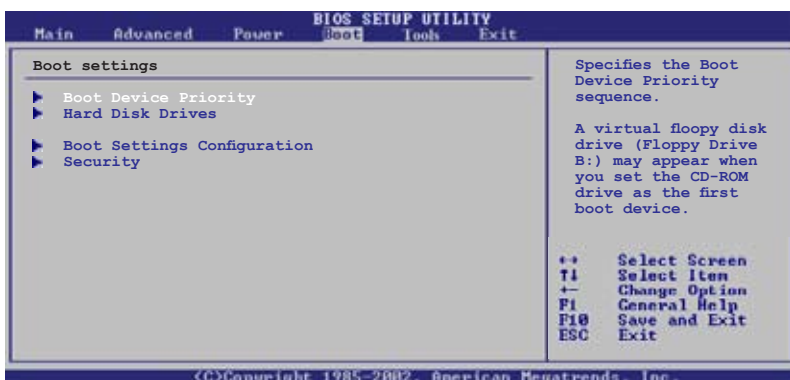 BIOS SETUP UTILITY
Main Advanced Power Boot Tools Exit
Boot settings
Boot Device Priority
Hard Disk Drives
Boot Settings Configuration
Security
Specifies the Boot
Device Priority
sequence.
A virtual floopy disk
drive (Floppy Drive
B:) may appear when
you set the CD-ROM
drive as the first
boot device.
↔ Select Screen
↑↓ Select Item
+- Change Option
F1 General Help
F10 Save and Exit
ESC Exit
(C)Copyright 1985-2002, American Megatrends, Inc.